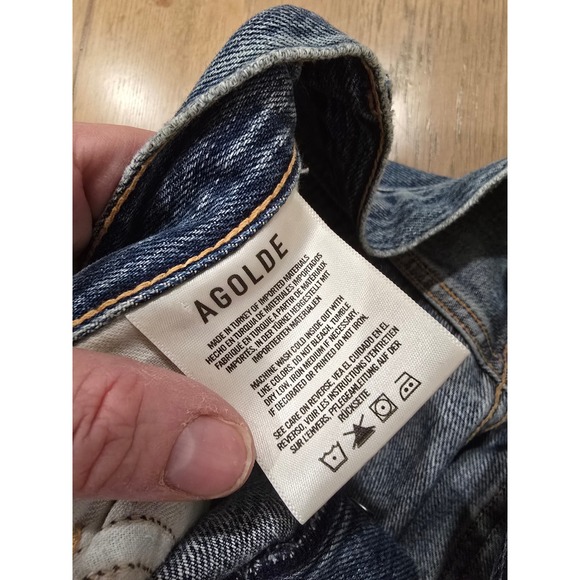 AGOLDE
MADE IN TURKEY OF IMPORTED MATERIALS
HECHO EN TURQUIA DE MATERIALES IMPORTADOS
FABRIQUE EN TURQUIE A PARTIR DE MATÉRIAUX
IMPORTÉS, IN DER TÜRKEI HERGESTELLT MIT
IMPORTIERTEN MATERIALIEN
MACHINE WASH COLD INSIDE OUT WITH
LIKE COLORS. DO NOT BLEACH. TUMBLE
DRY LOW, IRON MEDIUM IF NECESSARY.
IF DECORATED OR PRINTED DO NOT IRON.
SEE CARE ON REVERSE, VEA EL CUIDADO EN EL
REVERSO, VOIR LES INSTRUCTIONS D'ENTRETIEN
SUR L'ENVERS, PFLEGEANLEITUNG AUF DER
RÜCKSEITE